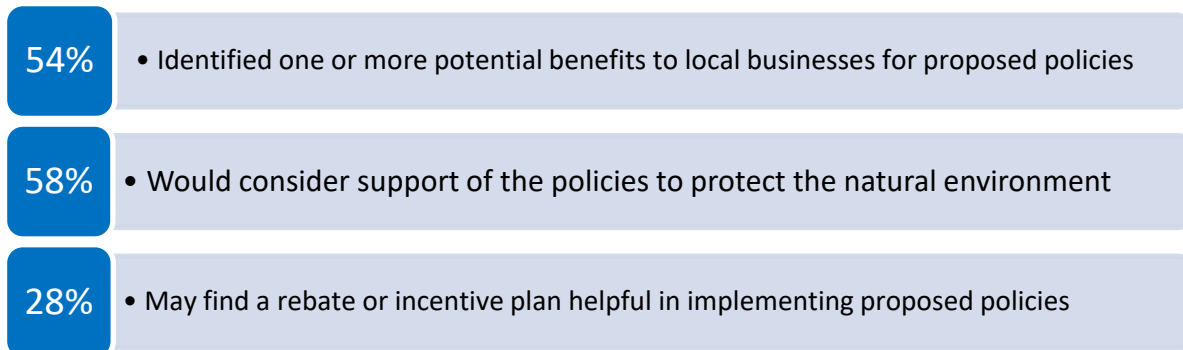 54%
• Identified one or more potential benefits to local businesses for proposed policies
58%
• Would consider support of the policies to protect the natural environment
28%
• May find a rebate or incentive plan helpful in implementing proposed policies